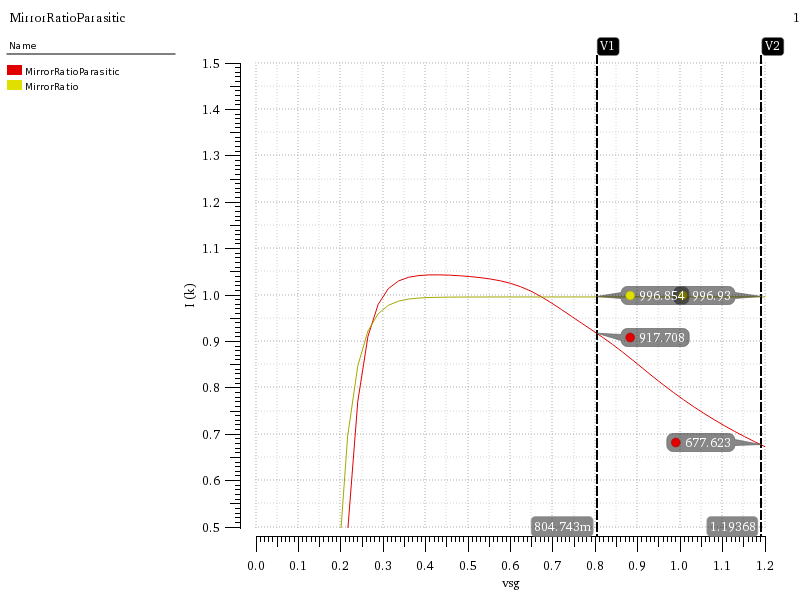 MirrorRatioParasitic 1
Name
MirrorRatioParasitic
MirrorRatio
V1 V2
1.5
1.4
1.3
1.2
1.1
1.0
0.9
0.8
0.7
0.6
0.5
I (k)
996.854 996.93
917.708
677.623
804.743m 1.19368
0.0 0.1 0.2 0.3 0.4 0.5 0.6 0.7 0.8 0.9 1.0 1.1 1.2
vsg